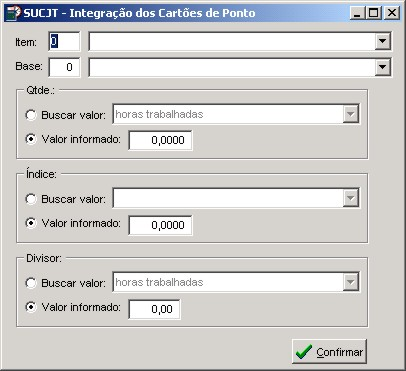 SUCJT - Integração dos Cartões de Ponto
Item: 0
Base: 0
Qtde.:
Buscar valor: horas trabalhadas
Valor informado: 0,0000
Índice:
Buscar valor:
Valor informado: 0,0000
Divisor:
Buscar valor: horas trabalhadas
Valor informado: 0,00
Confirmar